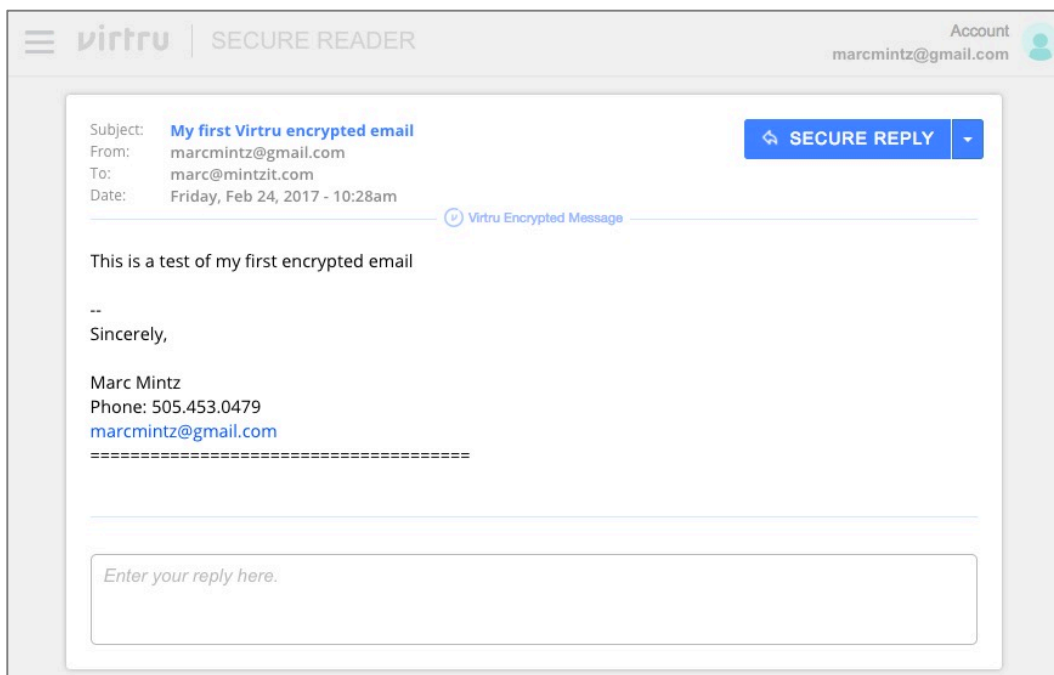 virtru SECURE READER
Account
marcmintz@gmail.com
Subject: My first Virtru encrypted email
From: marcmintz@gmail.com
To: marc@mintzit.com
Date: Friday, Feb 24, 2017 - 10:28am
SECURE REPLY
Virtru Encrypted Message
This is a test of my first encrypted email
--
Sincerely,
Marc Mintz
Phone: 505.453.0479
marcmintz@gmail.com
======================================
Enter your reply here.